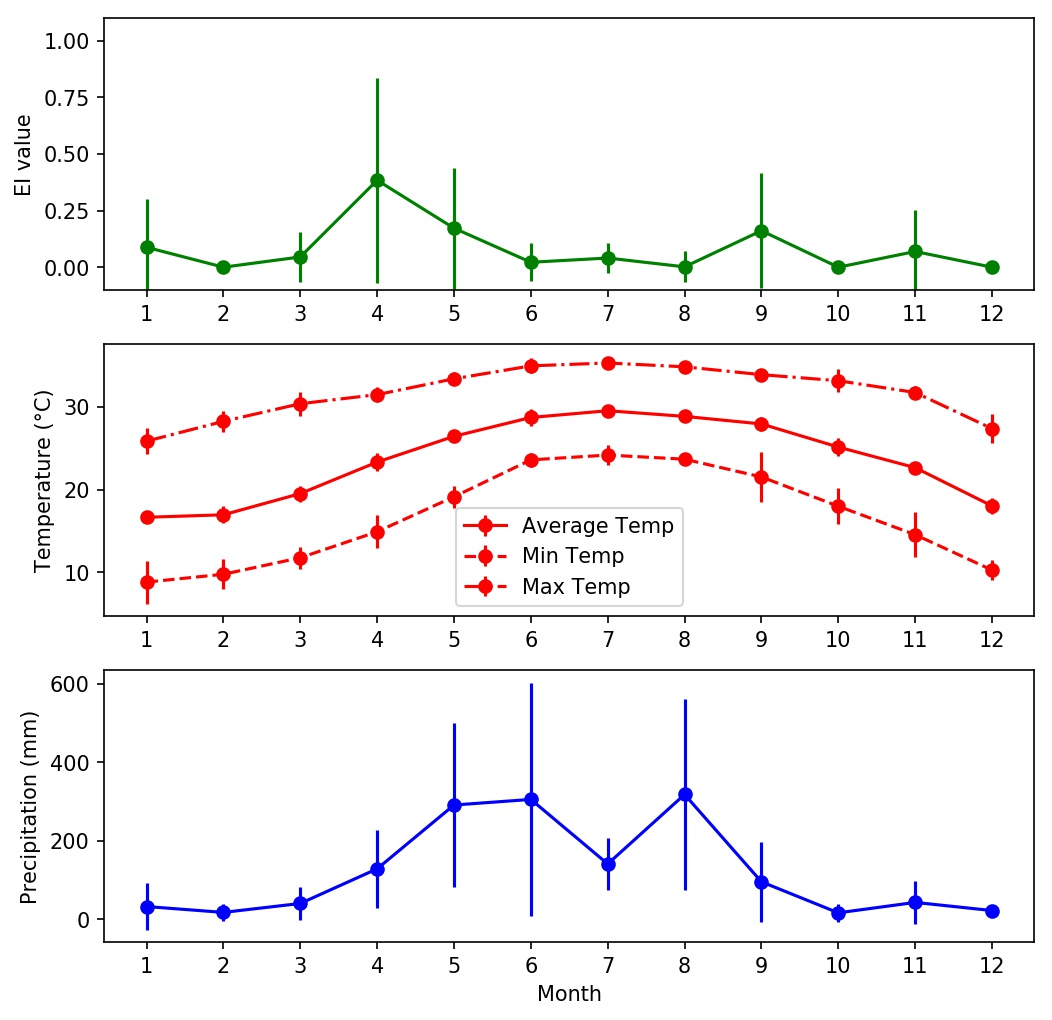 1.00
0.75
0.50
0.25
0.00
EI value
1 2 3 4 5 6 7 8 9 10 11 12
30
20
10
Temperature (°C)
Average Temp
Min Temp
Max Temp
1 2 3 4 5 6 7 8 9 10 11 12
600
400
200
0
Precipitation (mm)
1 2 3 4 5 6 7 8 9 10 11 12
Month